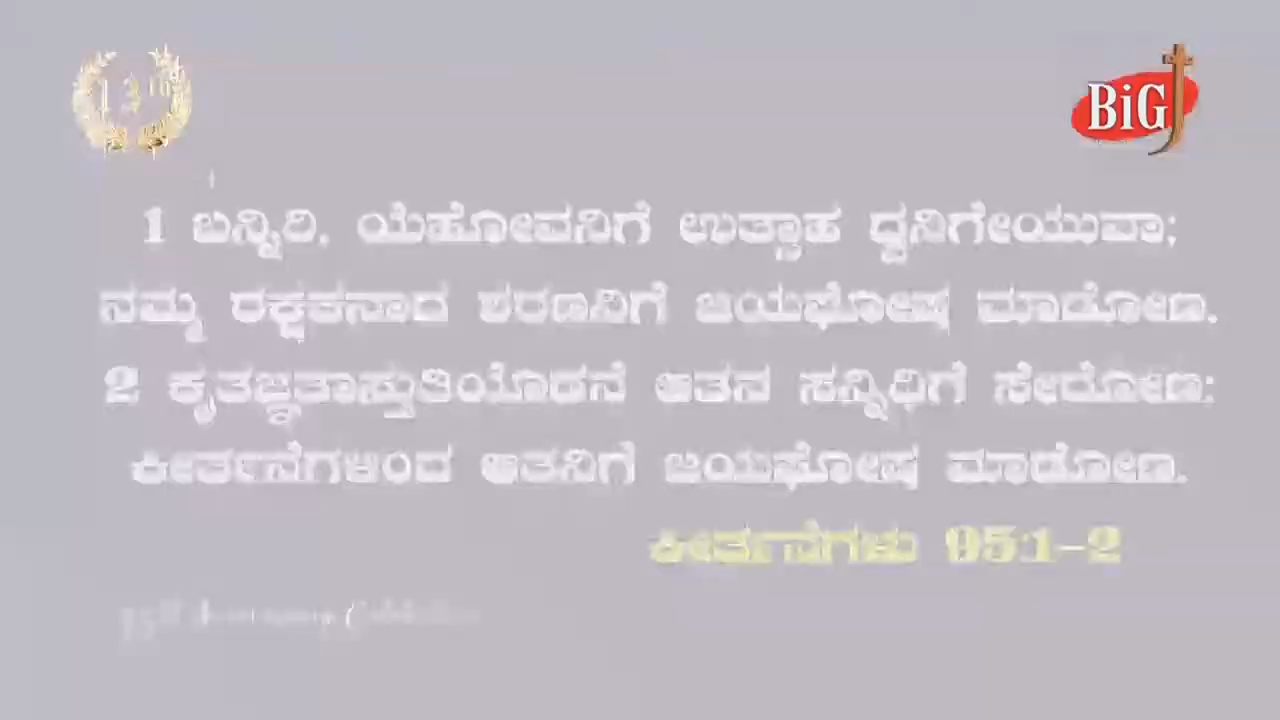 13th
BiG J
1 ಬನ್ನಿರಿ, ಯೆಹೋವನಿಗೆ ಉತ್ಸಾಹ ಧ್ವನಿಗೇಯುವಾ;
ನಮ್ಮ ರಕ್ಷಕನಾದ ಶರಣನಿಗೆ ಜಯಘೋಷ ಮಾಡೋಣ.
2 ಕೃತಜ್ಞತಾಸ್ತುತಿಯೊಡನೆ ಆತನ ಸನ್ನಿಧಿಗೆ ಸೇರೋಣ;
ಕೀರ್ತನೆಗಳಿಂದ ಆತನಿಗೆ ಜಯಘೋಷ ಮಾಡೋಣ.
ಕೀರ್ತನೆಗಳು 95:1-2